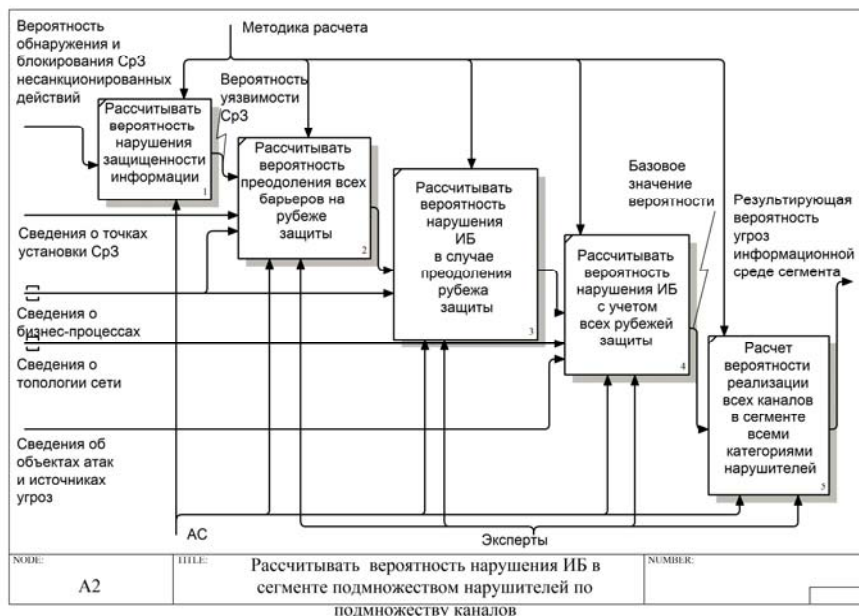 Вероятность
обнаружения и
блокирования СрЗ
несанкционированных
действий
Методика расчета
Вероятность
уязвимости
СрЗ
Рассчитывать
вероятность
нарушения
защищенности
информации
1
Рассчитывать
вероятность
преодоления всех
барьеров на
рубеже
защиты
2
Рассчитывать
вероятность
нарушения
ИБ
в случае
преодоления
рубежа
защиты
3
Базовое
значение
вероятности
Рассчитывать
вероятность
нарушения ИБ
с учетом
всех рубежей
защиты
4
Результирующая
вероятность
угроз
информационной
среде сегмента
Расчет
вероятности
реализации
всех каналов
в сегменте
всеми
категориями
нарушителей
5
Сведения о точках
установки СрЗ
Сведения о
бизнес-процессах
Сведения о
топологии сети
Сведения об
объектах атак
и источниках
угроз
АС
Эксперты
NODE:
A2
TITLE:
Рассчитывать вероятность нарушения ИБ в
сегменте подмножеством нарушителей по
подмножеству каналов
NUMBER: